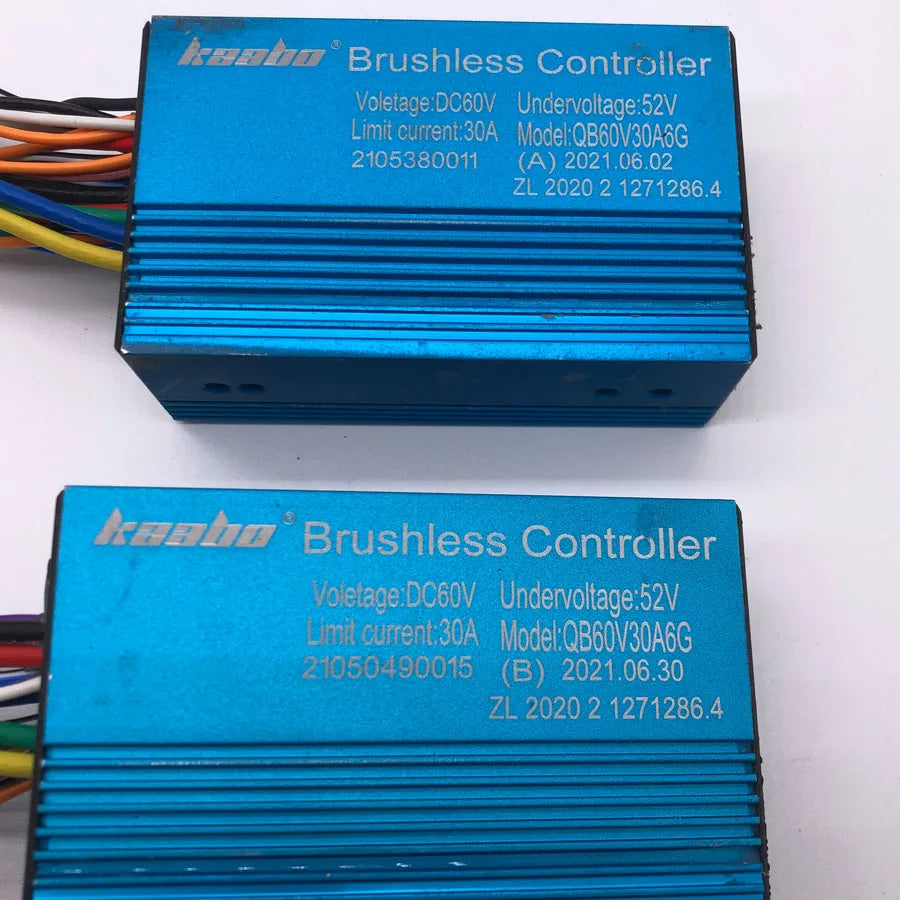 kaabo® Brushless Controller
Voletage:DC60V Undervoltage:52V
Limit current:30A Model:QB60V30A6G
2105380011 (A) 2021.06.02
ZL 2020 2 1271286.4
kaabo® Brushless Controller
Voletage:DC60V Undervoltage:52V
Limit current:30A Model:QB60V30A6G
21050490015 (B) 2021.06.30
ZL 2020 2 1271286.4